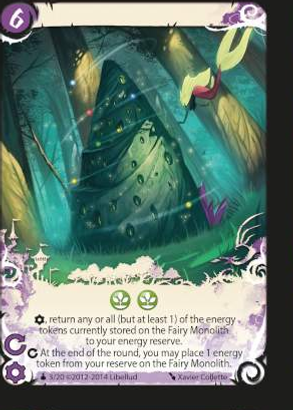 6
, return any or all (but at least 1) of the energy
tokens currently stored on the Fairy Monolith
to your energy reserve.
At the end of the round, you may place 1 energy
token from your reserve on the Fairy Monolith.
3/20 ©2012-2014 Libellud Xavier Collette